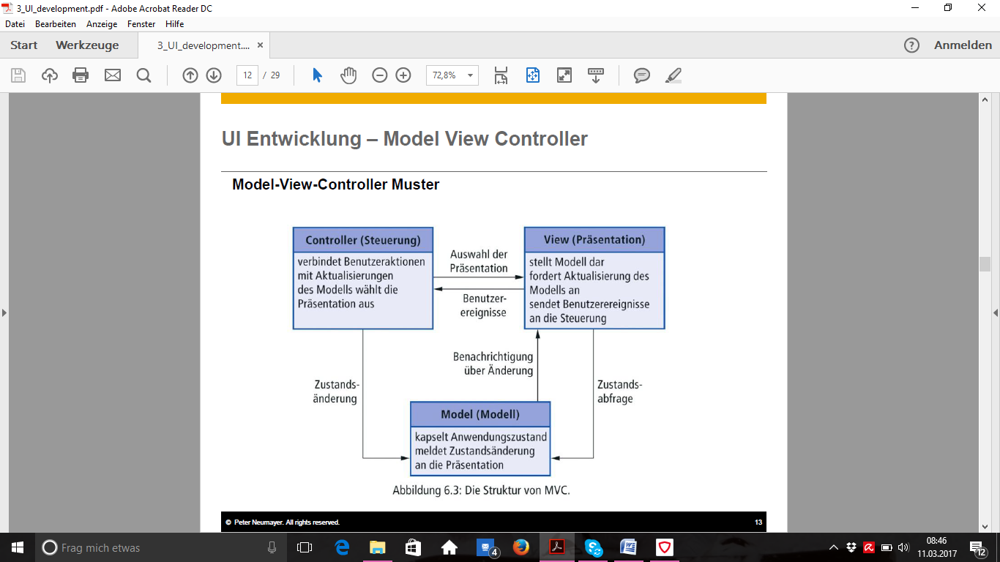 3_UI_development.pdf - Adobe Acrobat Reader DC
Datei Bearbeiten Anzeige Fenster Hilfe
Start Werkzeuge 3_UI_development.... × ? Anmelden
12 / 29 72,8%
UI Entwicklung – Model View Controller
Model-View-Controller Muster
Controller (Steuerung)
verbindet Benutzeraktionen
mit Aktualisierungen
des Modells wählt die
Präsentation aus
Auswahl der
Präsentation
Benutzer-
ereignisse
View (Präsentation)
stellt Modell dar
fordert Aktualisierung des
Modells an
sendet Benutzerereignisse
an die Steuerung
Benachrichtigung
über Änderung
Zustands-
änderung
Zustands-
abfrage
Model (Modell)
kapselt Anwendungszustand
meldet Zustandsänderung
an die Präsentation
Abbildung 6.3: Die Struktur von MVC.
© Peter Neumayer. All rights reserved. 13
Frag mich etwas
4
08:46
11.03.2017
12